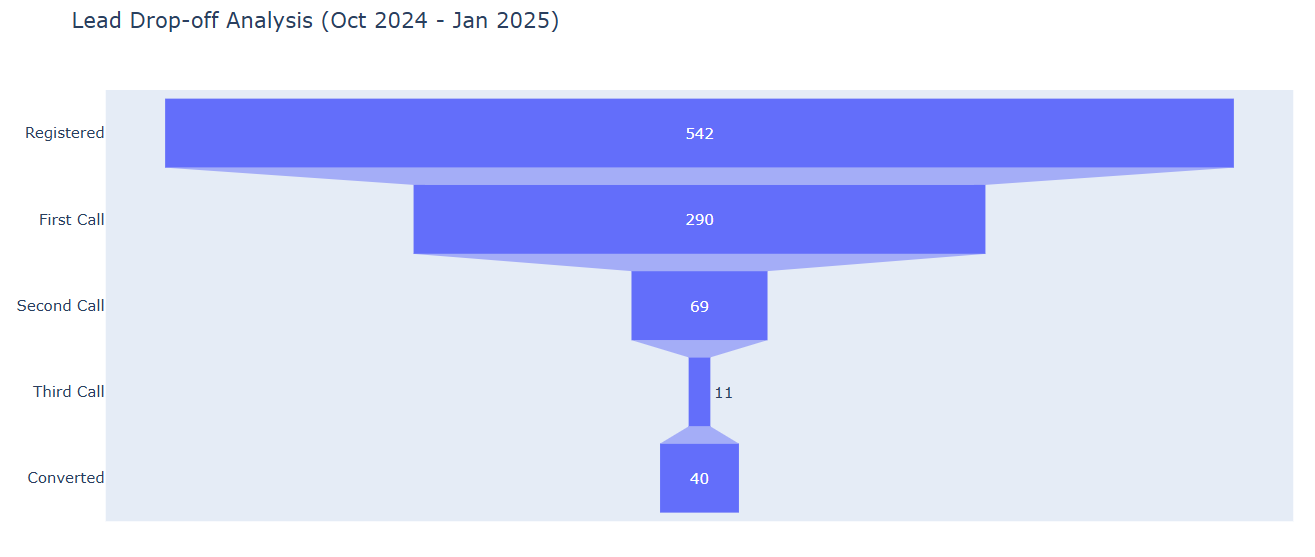 Lead Drop-off Analysis (Oct 2024 - Jan 2025)
Registered 542
First Call 290
Second Call 69
Third Call 11
Converted 40